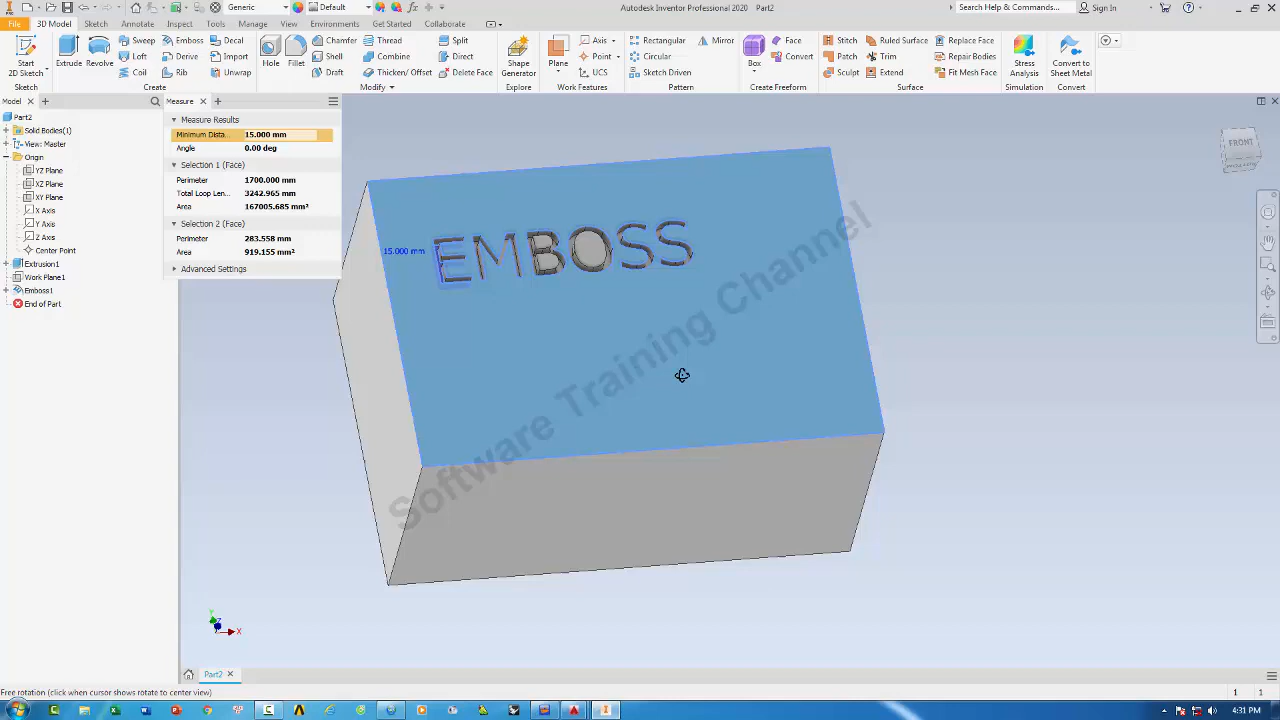 PRO
Generic
Default
Autodesk Inventor Professional 2020 Part2
Search Help & Commands...
Sign In
File 3D Model Sketch Annotate Inspect Tools Manage View Environments Get Started Collaborate
Start
2D Sketch
Extrude
Revolve
Sweep
Loft
Coil
Emboss
Derive
Rib
Decal
Import
Unwrap
Create
Hole
Fillet
Chamfer
Shell
Draft
Thread
Combine
Thicken/ Offset
Split
Direct
Delete Face
Modify
Shape
Generator
Explore
Plane
Axis
Point
UCS
Work Features
Rectangular
Circular
Sketch Driven
Mirror
Pattern
Box
Face
Convert
Create Freeform
Stitch
Patch
Sculpt
Ruled Surface
Trim
Extend
Replace Face
Repair Bodies
Fit Mesh Face
Surface
Stress
Analysis
Simulation
Convert to
Sheet Metal
Convert
Model
Part2
Solid Bodies(1)
View: Master
Origin
YZ Plane
XZ Plane
XY Plane
X Axis
Y Axis
Z Axis
Center Point
Extrusion1
Work Plane1
Emboss1
End of Part
Measure
Measure Results
Minimum Dista... 15.000 mm
Angle 0.00 deg
Selection 1 (Face)
Perimeter 1700.000 mm
Total Loop Len... 3242.965 mm
Area 167005.685 mm²
Selection 2 (Face)
Perimeter 283.558 mm
Area 919.155 mm²
Advanced Settings
15.000 mm
EMBOSS
Software Training Channel
FRONT
Y
Z
X
Part2
Free rotation (click when cursor shows rotate to center view)
1 1
4:31 PM